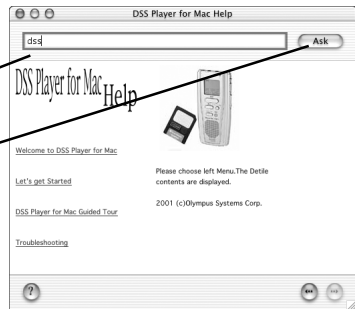 DSS Player for Mac Help
dss
Ask
DSS Player for Mac Help
Welcome to DSS Player for Mac
Let's get Started
DSS Player for Mac Guided Tour
Troubleshooting
Please choose left Menu.The Detile
contents are displayed.
2001 (c)Olympus Systems Corp.
?